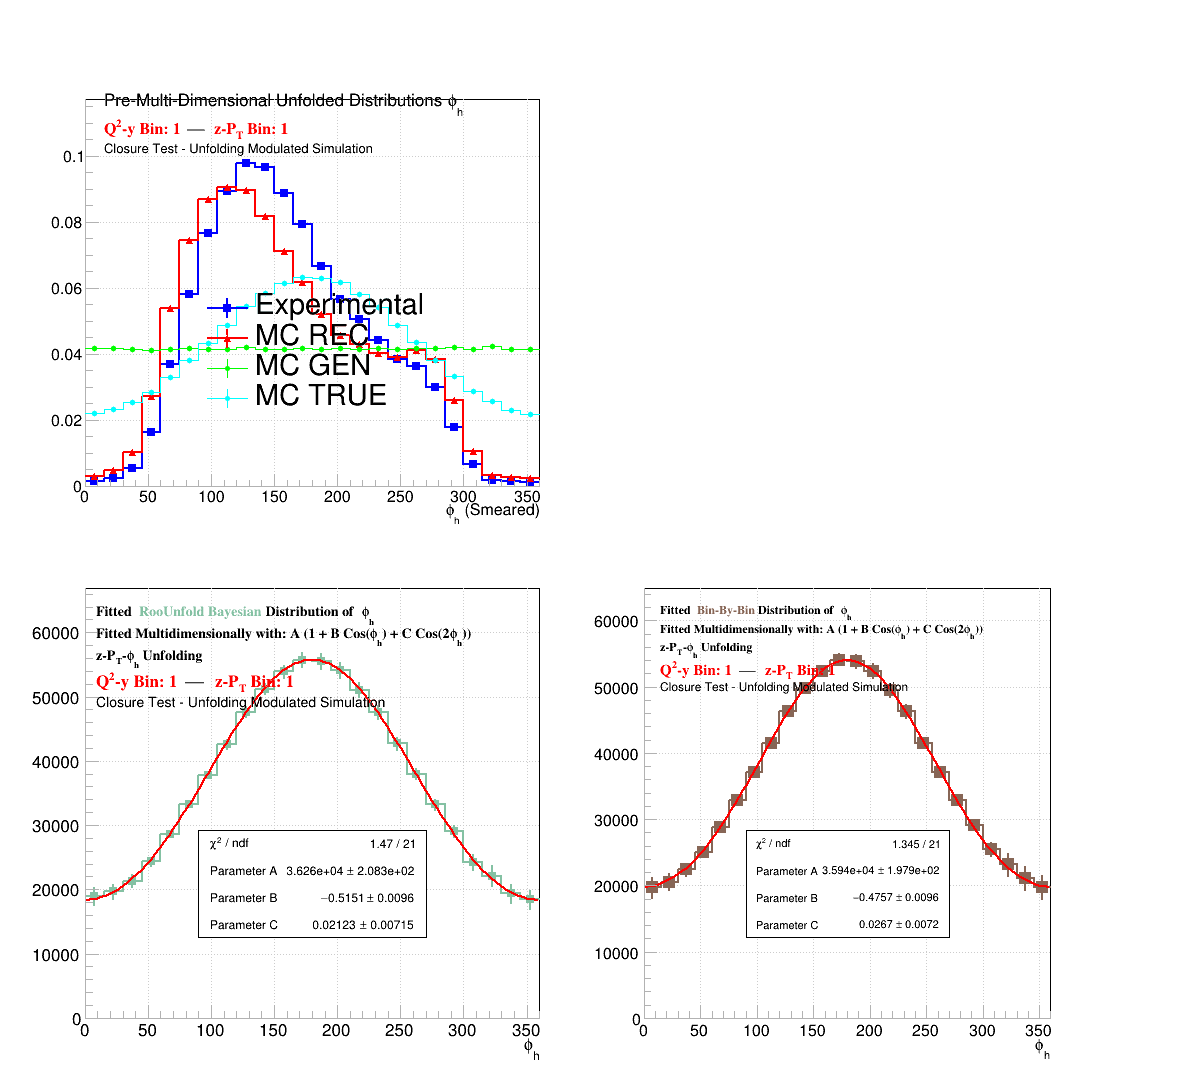 Pre-Multi-Dimensional Unfolded Distributions ϕh
Q2-y Bin: 1 — z-PT Bin: 1
Closure Test - Unfolding Modulated Simulation
0.1
0.08
0.06
0.04
0.02
0
Experimental
MC REC
MC GEN
MC TRUE
0 50 100 150 200 250 300 350
ϕh (Smeared)
Fitted RooUnfold Bayesian Distribution of ϕh
Fitted Multidimensionally with: A (1 + B Cos(ϕh) + C Cos(2ϕh))
z-PT-ϕh Unfolding
Q2-y Bin: 1 — z-PT Bin: 1
Closure Test - Unfolding Modulated Simulation
60000
50000
40000
30000
20000
10000
0
χ2 / ndf 1.47 / 21
Parameter A 3.626e+04 ± 2.083e+02
Parameter B −0.5151 ± 0.0096
Parameter C 0.02123 ± 0.00715
0 50 100 150 200 250 300 350
ϕh
Fitted Bin-By-Bin Distribution of ϕh
Fitted Multidimensionally with: A (1 + B Cos(ϕh) + C Cos(2ϕh))
z-PT-ϕh Unfolding
Q2-y Bin: 1 — z-PT Bin: 1
Closure Test - Unfolding Modulated Simulation
60000
50000
40000
30000
20000
10000
0
χ2 / ndf 1.345 / 21
Parameter A 3.594e+04 ± 1.979e+02
Parameter B −0.4757 ± 0.0096
Parameter C 0.0267 ± 0.0072
0 50 100 150 200 250 300 350
ϕh